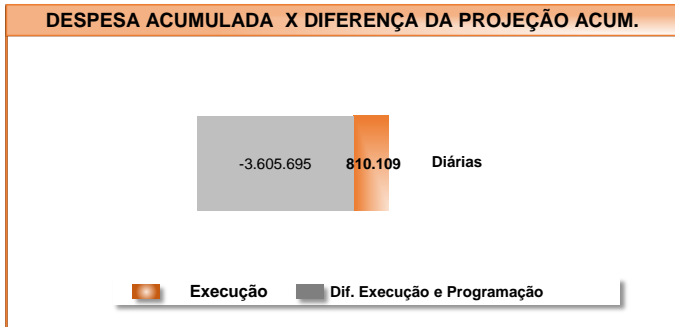 DESPESA ACUMULADA X DIFERENÇA DA PROJEÇÃO ACUM.
-3.605.695 810.109 Diárias
Execução Dif. Execução e Programação